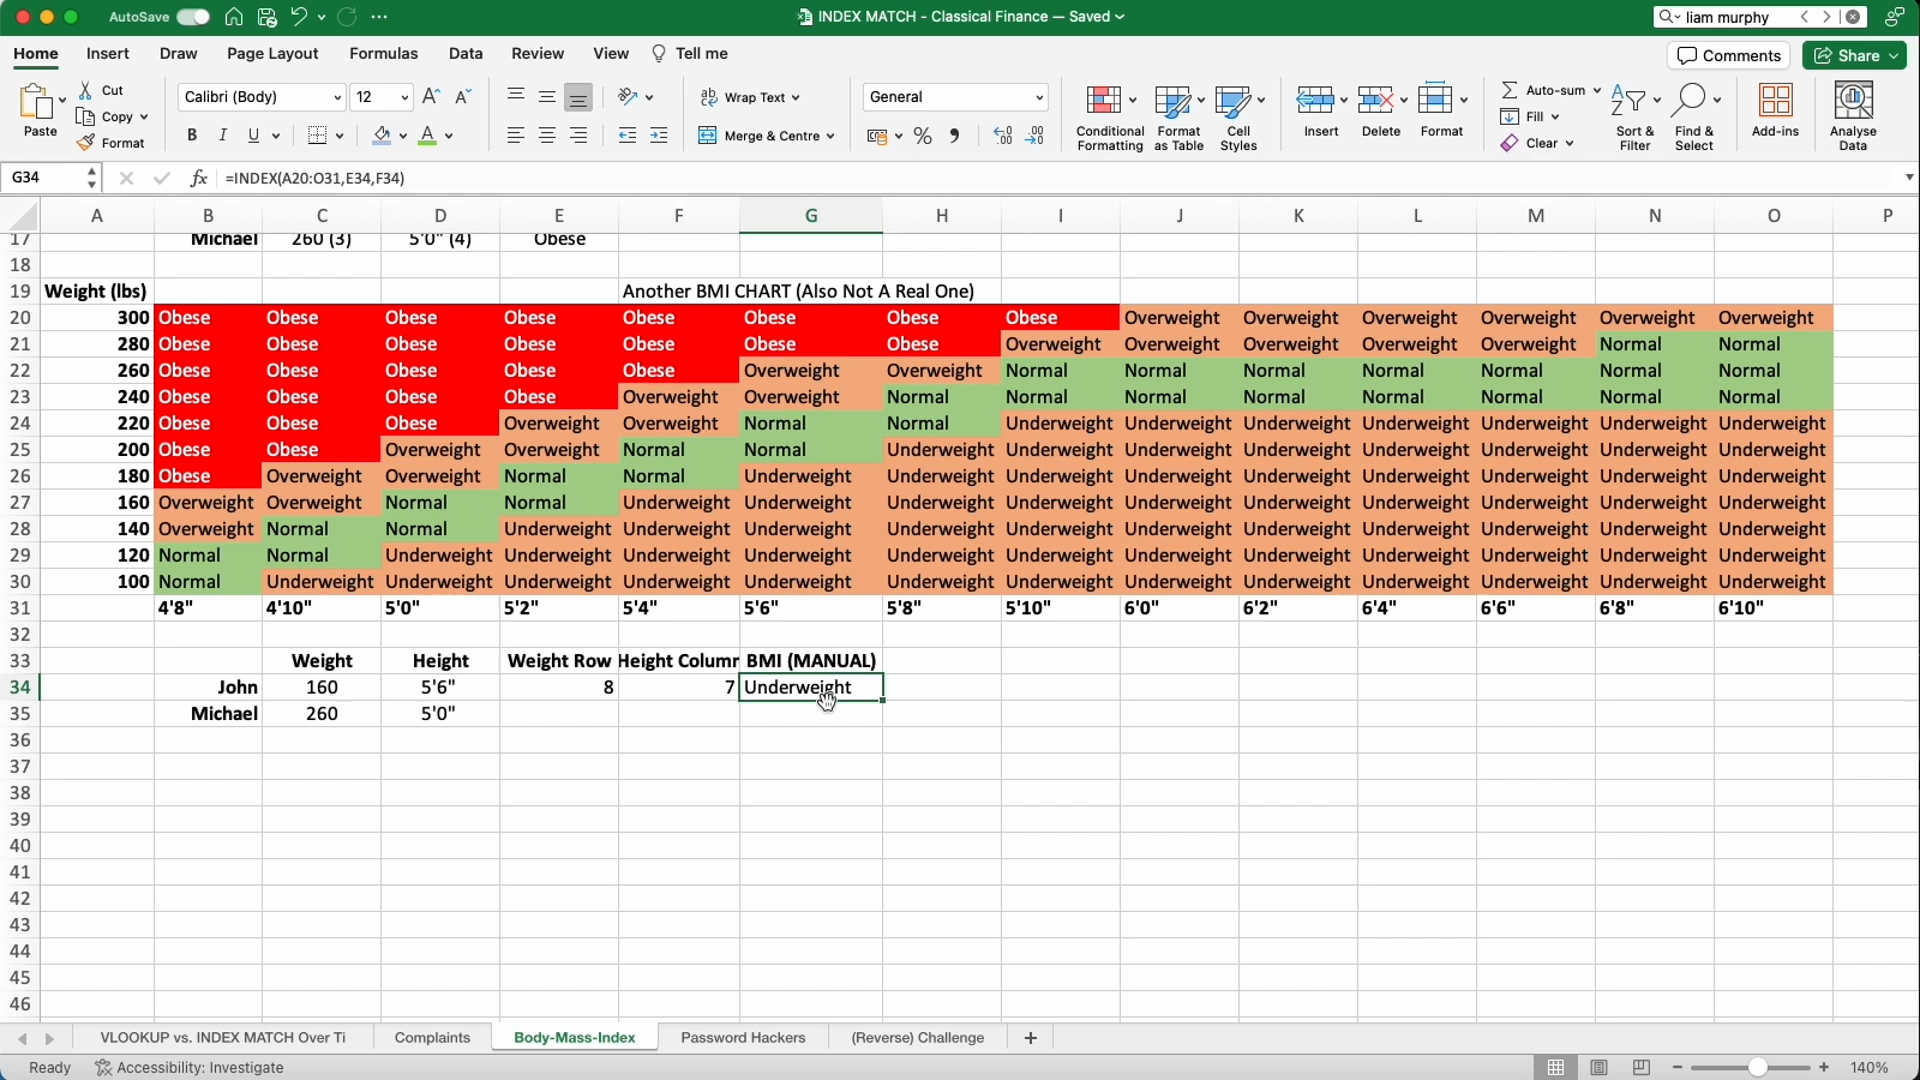 AutoSave INDEX MATCH - Classical Finance — Saved liam murphy
Home Insert Draw Page Layout Formulas Data Review View Tell me Comments Share
Paste Cut Copy Format
Calibri (Body) 12 B I U
ab Wrap Text Merge & Centre
General %
Conditional Formatting Format as Table Cell Styles
Insert Delete Format
Auto-sum Fill Clear
Sort & Filter Find & Select Add-ins Analyse Data
G34 fx =INDEX(A20:O31,E34,F34)
A B C D E F G H I J K L M N O P
17 Michael 260 (3) 5'0" (4) Obese
18
19 Weight (lbs) Another BMI CHART (Also Not A Real One)
20 300 Obese Obese Obese Obese Obese Obese Obese Obese Overweight Overweight Overweight Overweight Overweight Overweight
21 280 Obese Obese Obese Obese Obese Obese Obese Overweight Overweight Overweight Overweight Overweight Normal Normal
22 260 Obese Obese Obese Obese Obese Overweight Overweight Normal Normal Normal Normal Normal Normal Normal
23 240 Obese Obese Obese Obese Overweight Overweight Normal Normal Normal Normal Normal Normal Normal Normal
24 220 Obese Obese Obese Overweight Overweight Normal Normal Underweight Underweight Underweight Underweight Underweight Underweight Underweight
25 200 Obese Obese Overweight Overweight Normal Normal Underweight Underweight Underweight Underweight Underweight Underweight Underweight Underweight
26 180 Obese Overweight Overweight Normal Normal Underweight Underweight Underweight Underweight Underweight Underweight Underweight Underweight Underweight
27 160 Overweight Overweight Normal Normal Underweight Underweight Underweight Underweight Underweight Underweight Underweight Underweight Underweight Underweight
28 140 Overweight Normal Normal Underweight Underweight Underweight Underweight Underweight Underweight Underweight Underweight Underweight Underweight Underweight
29 120 Normal Normal Underweight Underweight Underweight Underweight Underweight Underweight Underweight Underweight Underweight Underweight Underweight Underweight
30 100 Normal Underweight Underweight Underweight Underweight Underweight Underweight Underweight Underweight Underweight Underweight Underweight Underweight Underweight
31 4'8" 4'10" 5'0" 5'2" 5'4" 5'6" 5'8" 5'10" 6'0" 6'2" 6'4" 6'6" 6'8" 6'10"
32
33 Weight Height Weight Row Height Column BMI (MANUAL)
34 John 160 5'6" 8 7 Underweight
35 Michael 260 5'0"
36
37
38
39
40
41
42
43
44
45
46
VLOOKUP vs. INDEX MATCH Over Ti Complaints Body-Mass-Index Password Hackers (Reverse) Challenge +
Ready Accessibility: Investigate 140%